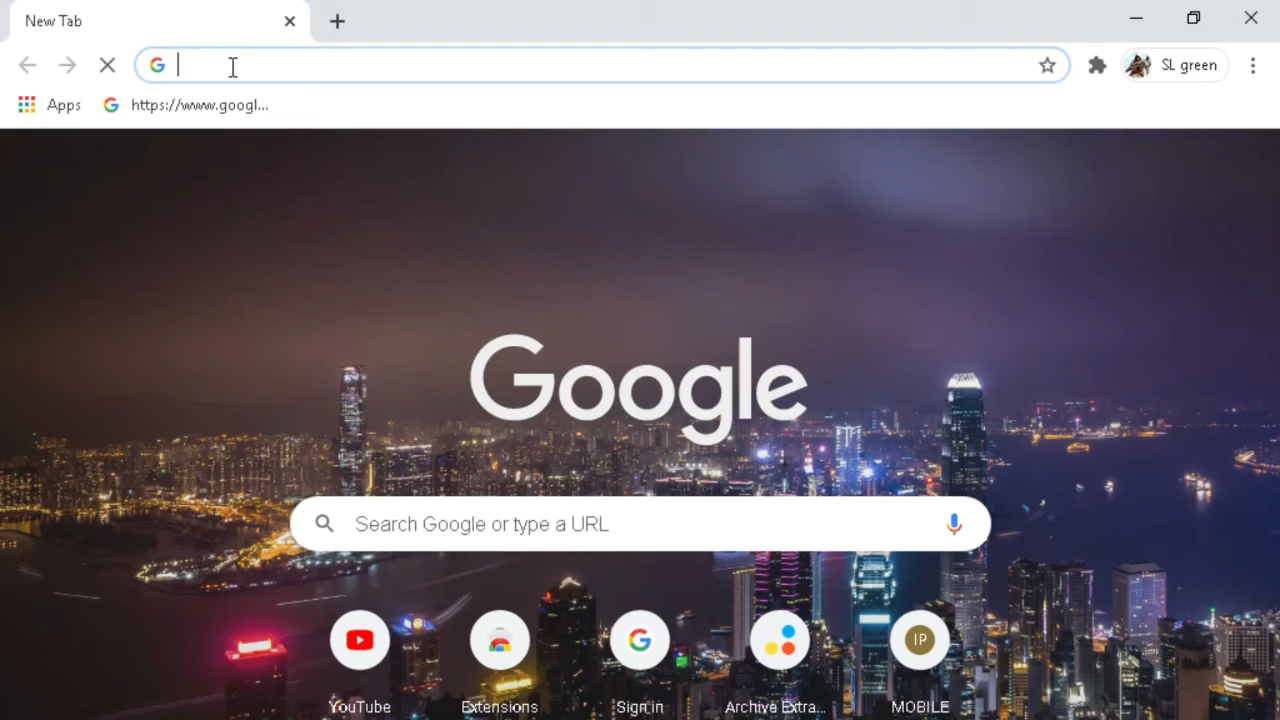 New Tab
SL green
Apps
https://www.googl...
Google
Search Google or type a URL
IP
YouTube
Extensions
Sign in
Archive Extra...
MOBILE